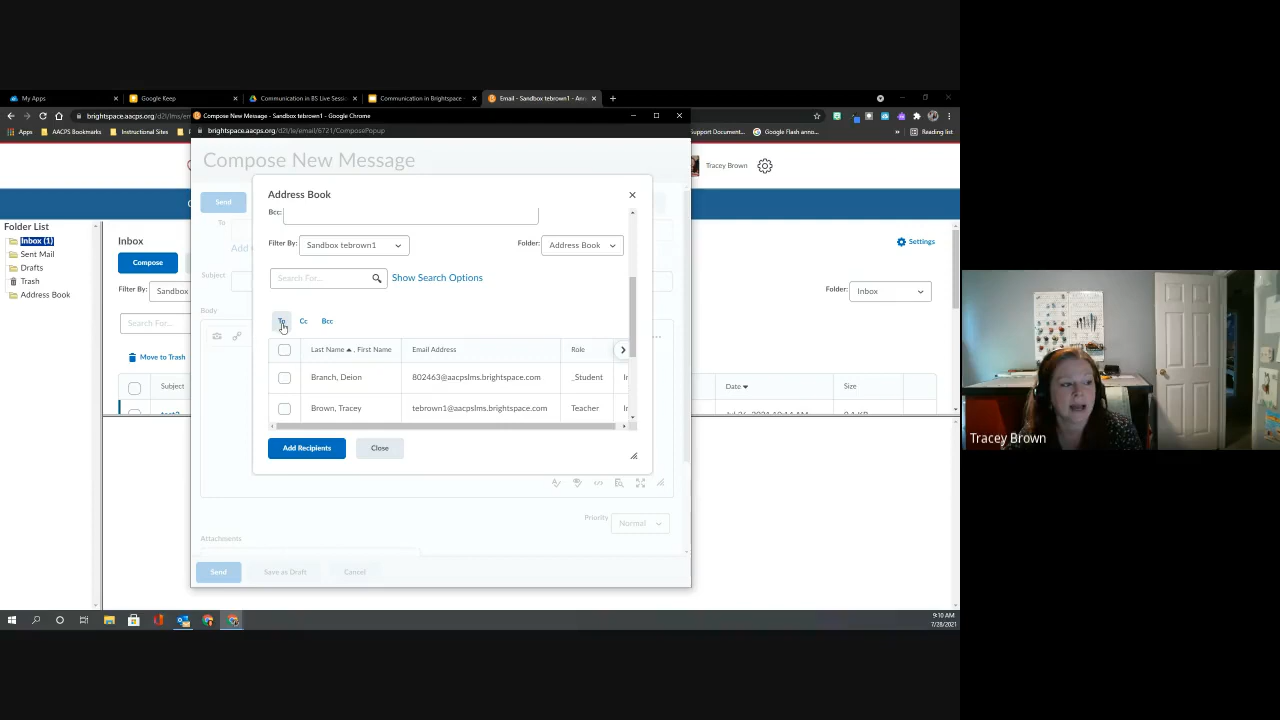 My Apps
Google Keep
Communication in BS Live Sessi
Communication in Brightspace -
Email - Sandbox tebrown1 - Ann
brightspace.aacps.org/d2l/lms/em
Compose New Message - Sandbox tebrown1 - Google Chrome
Apps
AACPS Bookmarks
Instructional Sites
brightspace.aacps.org/d2l/le/email/6721/ComposePopup
Support_Document...
Google Flash anno...
Reading list
Compose New Message
Tracey Brown
Send
Address Book
To
Bcc:
Folder List
Inbox (1)
Sent Mail
Drafts
Trash
Address Book
Inbox
Settings
Compose
Filter By:
Sandbox tebrown1
Folder:
Address Book
Subject:
Search For...
Show Search Options
Filter By:
Sandbox
Folder:
Inbox
Body
Search For...
To
Cc
Bcc
Last Name , First Name
Email Address
Role
Move to Trash
Branch, Deion
802463@aacpslms.brightspace.com
_Student
Subject
Date
Size
Brown, Tracey
tebrown1@aacpslms.brightspace.com
Teacher
Add Recipients
Close
Priority
Normal
Attachments
Send
Save as Draft
Cancel
9:10 AM
7/28/2021
Tracey Brown